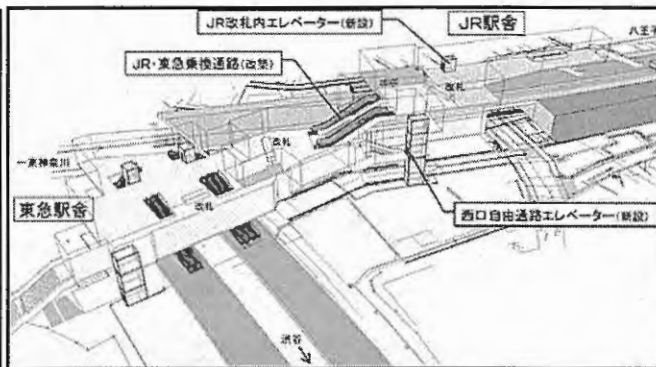 JR改札内エレベーター(新設)
JR駅舎
八王子
JR・東急乗換通路(改築)
改札
改札
←東神奈川
東急駅舎
改札
西口自由通路エレベーター(新設)
渋谷